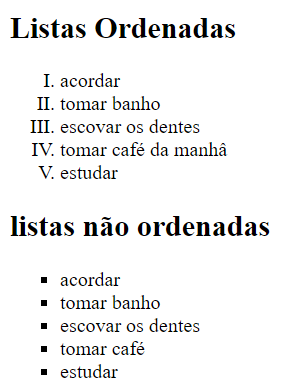 Listas Ordenadas
I. acordar
II. tomar banho
III. escovar os dentes
IV. tomar café da manhâ
V. estudar
listas não ordenadas
▪ acordar
▪ tomar banho
▪ escovar os dentes
▪ tomar café
▪ estudar